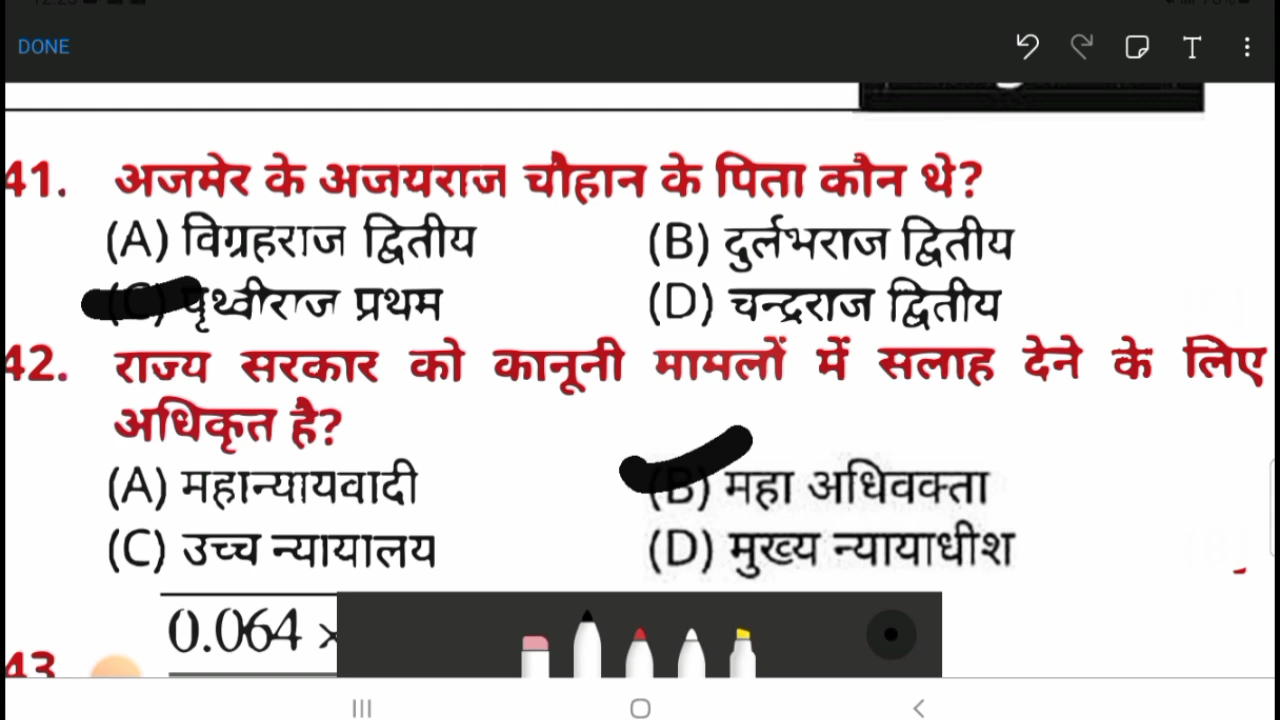 DONE
41. अजमेर के अजयराज चौहान के पिता कौन थे?
(A) विग्रहराज द्वितीय (B) दुर्लभराज द्वितीय
(C) पृथ्वीराज प्रथम (D) चन्द्रराज द्वितीय
42. राज्य सरकार को कानूनी मामलों में सलाह देने के लिए
अधिकृत है?
(A) महान्यायवादी (B) महा अधिवक्ता
(C) उच्च न्यायालय (D) मुख्य न्यायाधीश
0.064 ×
43